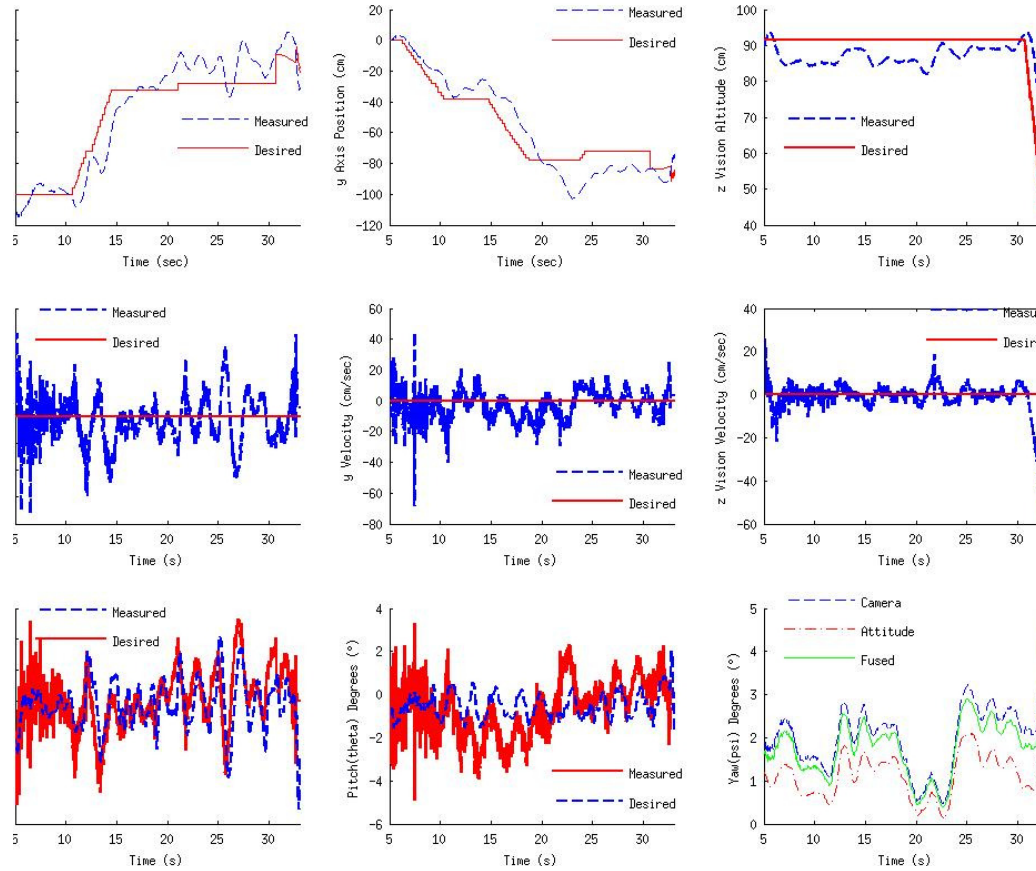 20
0
-20
-40
-60
-80
-100
-120
y Axis Position (cm)
100
90
80
70
60
50
40
z Vision Altitude (cm)
Measured
Desired
Measured
Desired
Measured
Desired
5 10 15 20 25 30
Time (sec)
5 10 15 20 25 30
Time (sec)
5 10 15 20 25 30
Time (s)
Measured
Desired
60
40
20
0
-20
-40
-60
-80
y Velocity (cm/sec)
Measured
Desired
40
20
0
-20
-40
-60
z Vision Velocity (cm/sec)
Measu
Desir
5 10 15 20 25 30
Time (s)
5 10 15 20 25 30
Time (s)
5 10 15 20 25 30
Time (s)
Measured
Desired
4
2
0
-2
-4
-6
Pitch(theta) Degrees (°)
Measured
Desired
5
4
3
2
1
0
Yaw(psi) Degrees (°)
Camera
Attitude
Fused
5 10 15 20 25 30
Time (s)
5 10 15 20 25 30
Time (s)
5 10 15 20 25 30
Time (s)